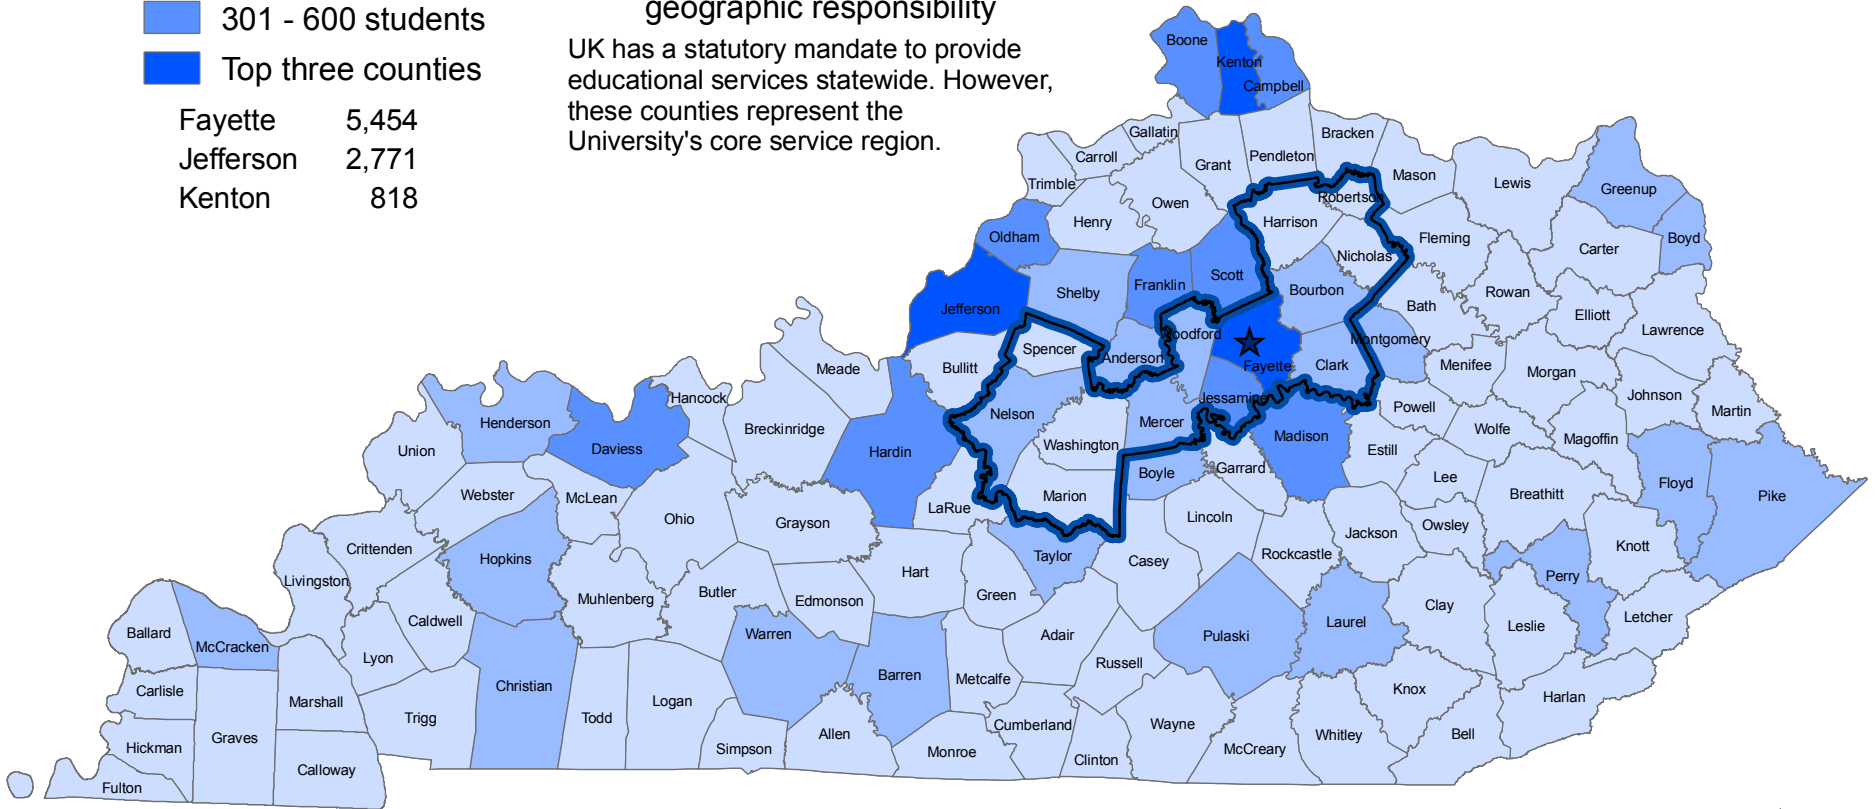 301 - 600 students
Top three counties
Fayette 5,454
Jefferson 2,771
Kenton 818
geographic responsibility
UK has a statutory mandate to provide
educational services statewide. However,
these counties represent the
University's core service region.
Boone
Kenton
Campbell
Gallatin
Bracken
Carroll
Grant
Pendleton
Mason
Trimble
Lewis
Greenup
Robertson
Owen
Henry
Harrison
Oldham
Fleming
Boyd
Carter
Nicholas
Scott
Franklin
Shelby
Bourbon
Rowan
Bath
Jefferson
Elliott
Lawrence
Woodford
Montgomery
Spencer
Anderson
Fayette
Clark
Menifee
Morgan
Bullitt
Meade
Johnson
Hancock
Jessamine
Powell
Martin
Nelson
Henderson
Mercer
Breckinridge
Wolfe
Madison
Magoffin
Washington
Daviess
Union
Hardin
Estill
Garrard
Boyle
Lee
Floyd
Pike
Breathitt
Webster
McLean
Marion
LaRue
Lincoln
Ohio
Grayson
Owsley
Jackson
Knott
Crittenden
Rockcastle
Taylor
Hopkins
Casey
Hart
Perry
Livingston
Green
Muhlenberg
Butler
Edmonson
Clay
Letcher
Caldwell
Laurel
Leslie
Ballard
McCracken
Warren
Adair
Pulaski
Lyon
Russell
Barren
Metcalfe
Christian
Knox
Harlan
Carlisle
Marshall
Logan
Trigg
Todd
Cumberland
Wayne
Allen
Whitley
Bell
Graves
Hickman
Simpson
Monroe
McCreary
Clinton
Calloway
Fulton